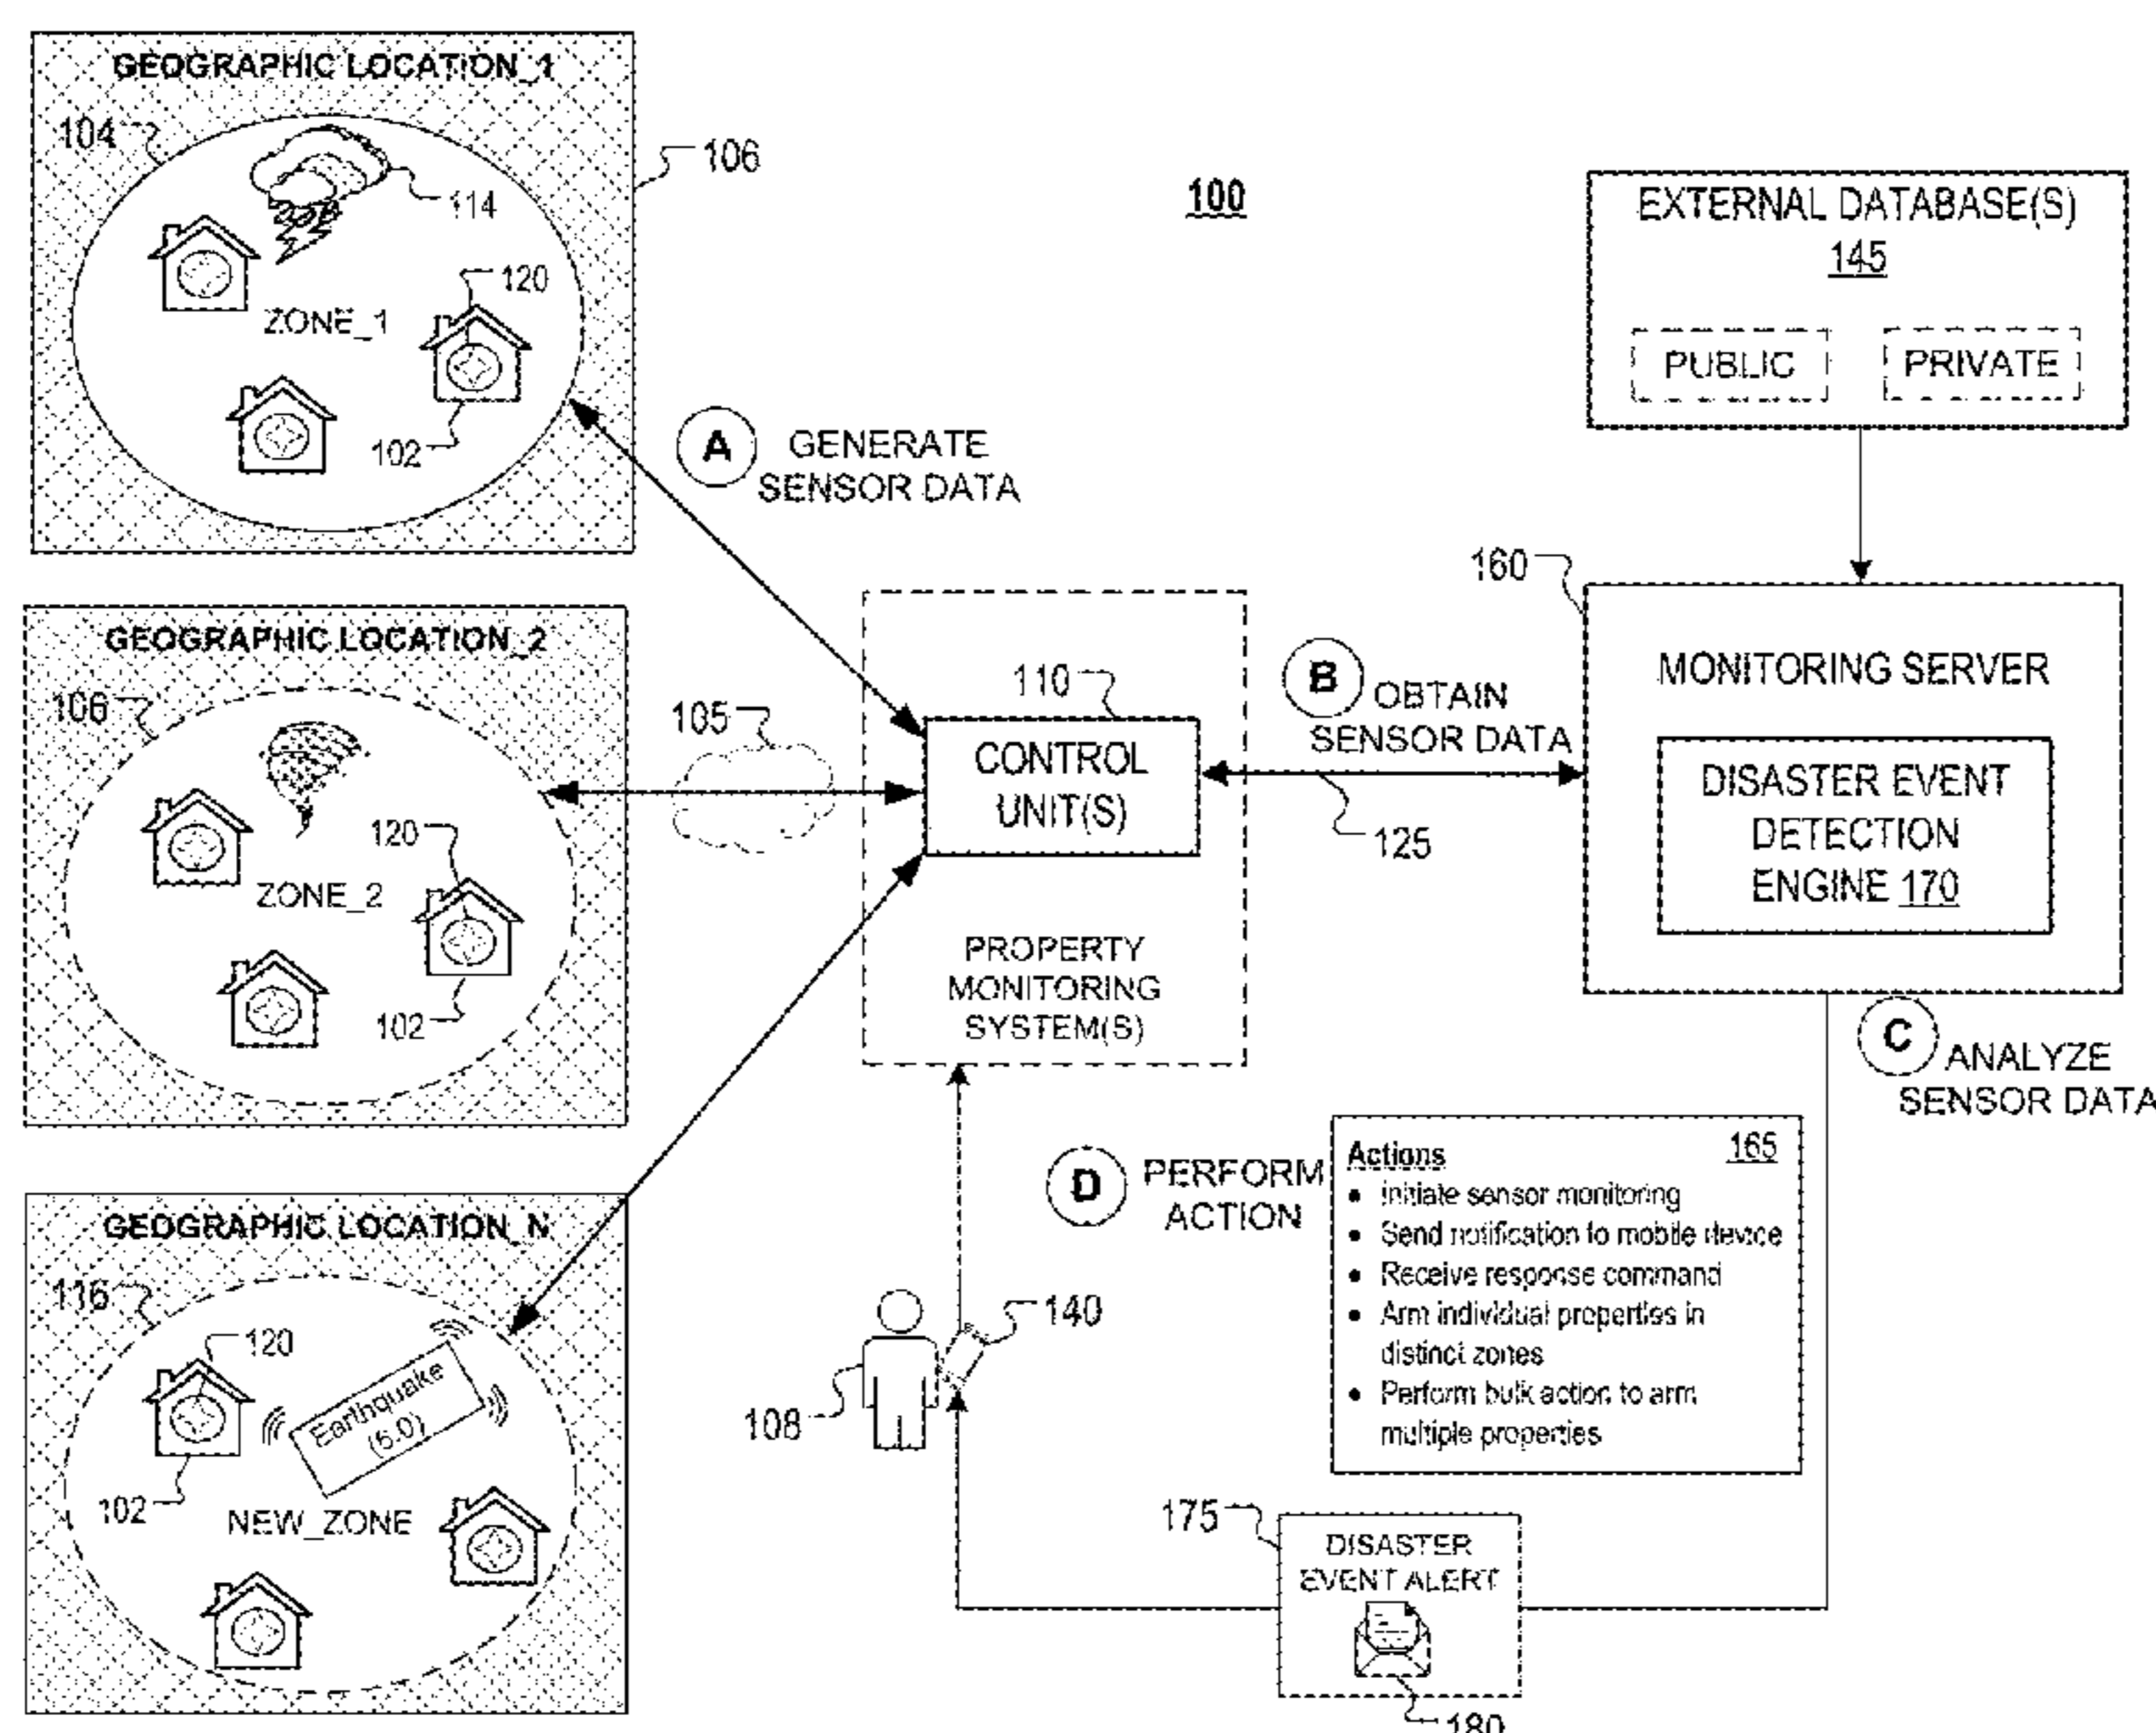 GEOGRAPHIC LOCATION_1
104
106
114
120
ZONE_1
102
GEOGRAPHIC LOCATION_2
106
120
ZONE_2
102
GEOGRAPHIC LOCATION_N
116
120
Earthquake
(6.0)
102
NEW_ZONE
100
A GENERATE
SENSOR DATA
105
110
CONTROL
UNIT(S)
PROPERTY
MONITORING
SYSTEM(S)
B OBTAIN
SENSOR DATA
125
EXTERNAL DATABASE(S)
145
PUBLIC
PRIVATE
160
MONITORING SERVER
DISASTER EVENT
DETECTION
ENGINE 170
C ANALYZE
SENSOR DATA
D PERFORM
ACTION
Actions 165
• Initiate sensor monitoring
• Send notification to mobile device
• Receive response command
• Arm individual properties in
distinct zones
• Perform bulk action to arm
multiple properties
140
108
175
DISASTER
EVENT ALERT
180